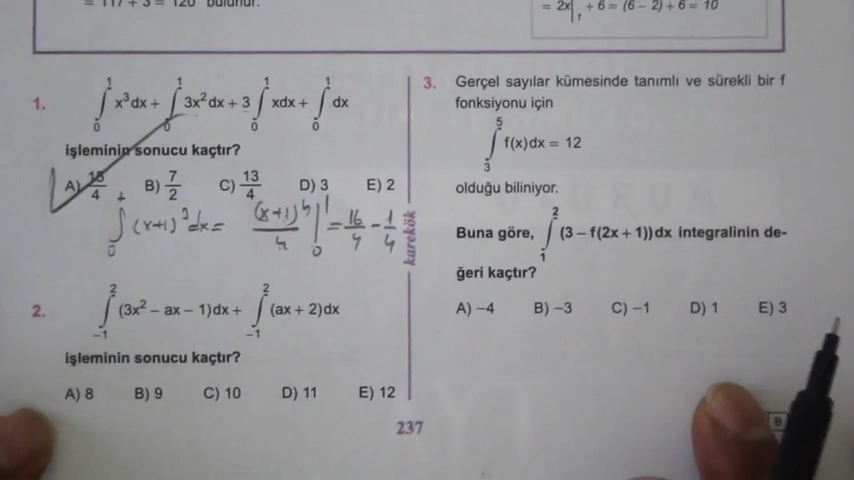 = 117 + 3 = 120 bulunur.
= 2x|₁ + 6 = (6 – 2) + 6 = 10
1. ∫₀¹ x³dx + ∫₀¹ 3x²dx + 3 ∫₀¹ xdx + ∫₀¹ dx
işleminin sonucu kaçtır?
A) 15/4 B) 7/2 C) 13/4 D) 3 E) 2
∫₀¹ (x+1)³dx = (x+1)⁴/4 |₀¹ = 16/4 - 1/4
2. ∫₋₁² (3x² – ax – 1)dx + ∫₋₁² (ax + 2)dx
işleminin sonucu kaçtır?
A) 8 B) 9 C) 10 D) 11 E) 12
karekök
3. Gerçel sayılar kümesinde tanımlı ve sürekli bir f
fonksiyonu için
∫₃⁵ f(x)dx = 12
olduğu biliniyor.
Buna göre, ∫₁² (3 – f(2x + 1))dx integralinin de-
ğeri kaçtır?
A) –4 B) –3 C) –1 D) 1 E) 3
237
B